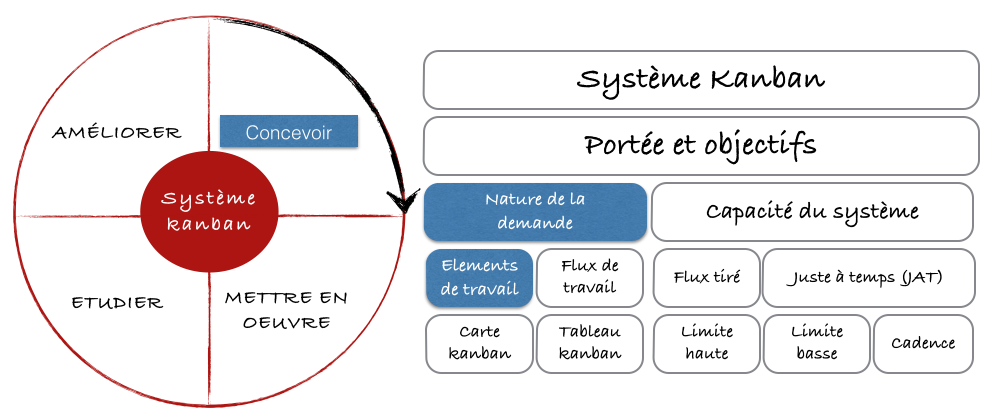 AMÉLIORER
Concevoir
Système
kanban
ETUDIER
METTRE EN
OEUVRE
Système Kanban
Portée et objectifs
Nature de la
demande
Capacité du système
Elements
de travail
Flux de
travail
Flux tiré
Juste à temps (JAT)
Carte
kanban
Tableau
kanban
Limite
haute
Limite
basse
Cadence